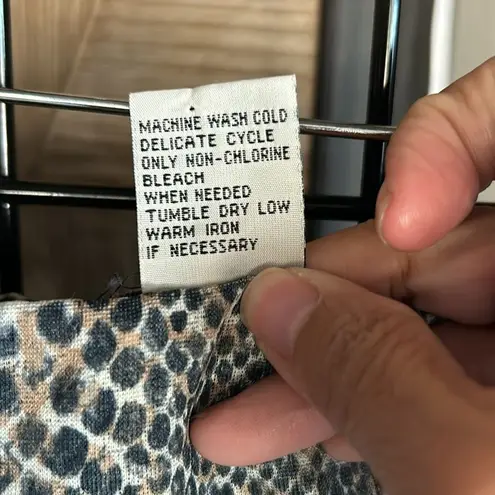 MACHINE WASH COLD
DELICATE CYCLE
ONLY NON-CHLORINE
BLEACH
WHEN NEEDED
TUMBLE DRY LOW
WARM IRON
IF NECESSARY